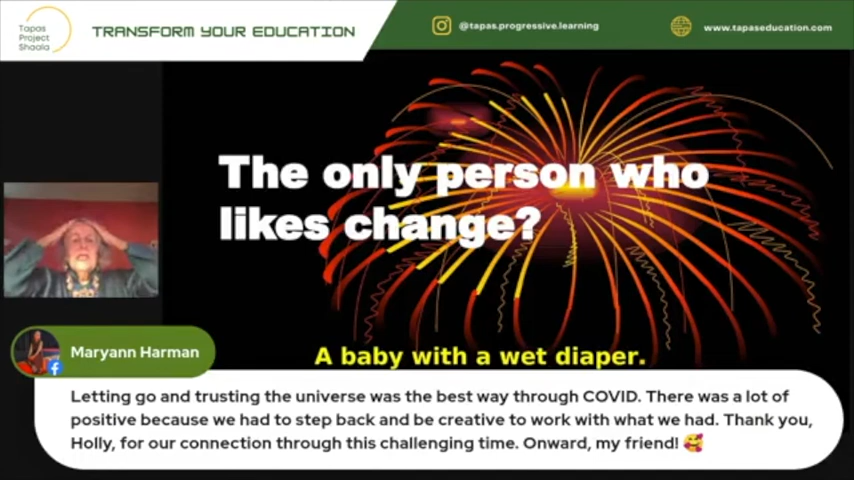 Tapas
Project
Shaala
TRANSFORM YOUR EDUCATION
@tapas.progressive.learning
www.tapaseducation.com
The only person who
likes change?
A baby with a wet diaper.
Maryann Harman
Letting go and trusting the universe was the best way through COVID. There was a lot of
positive because we had to step back and be creative to work with what we had. Thank you,
Holly, for our connection through this challenging time. Onward, my friend! 🥰